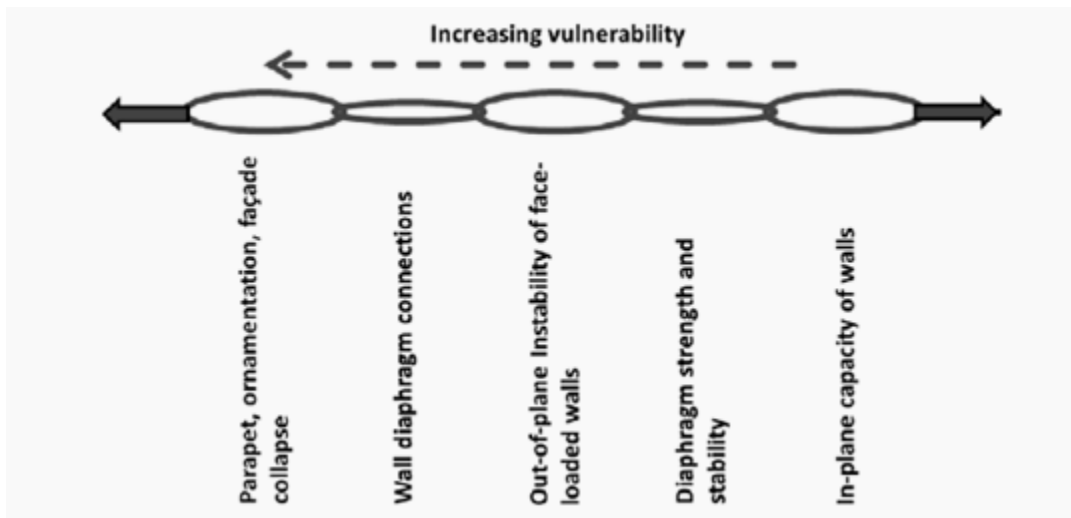 Increasing vulnerability
Parapet, ornamentation, façade
collapse
Wall diaphragm connections
Out-of-plane Instability of face-
loaded walls
Diaphragm strength and
stability
In-plane capacity of walls